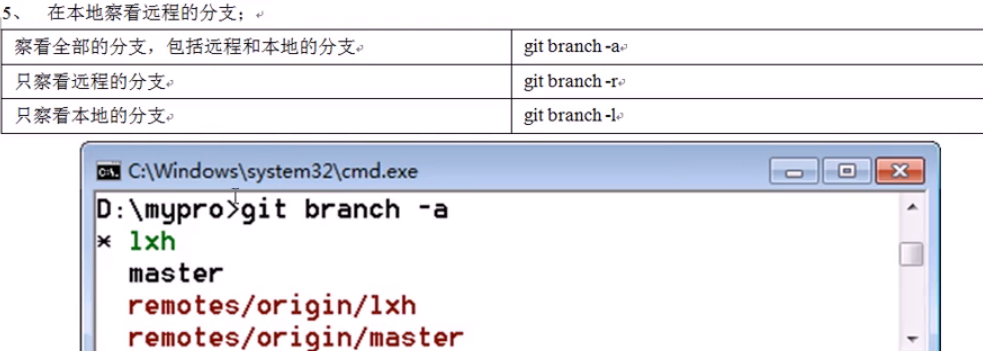 5、 在本地察看远程的分支；
察看全部的分支，包括远程和本地的分支 git branch -a
只察看远程的分支 git branch -r
只察看本地的分支 git branch -l
C:\Windows\system32\cmd.exe
D:\mypro>git branch -a
* lxh
master
remotes/origin/lxh
remotes/origin/master